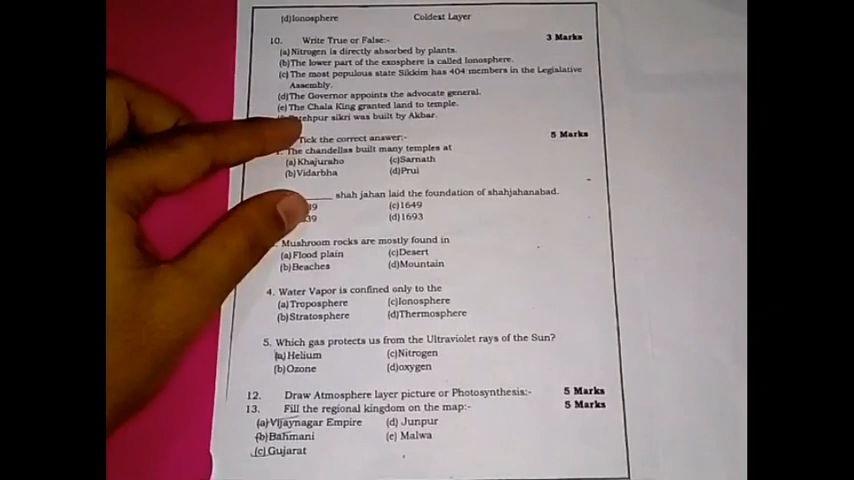 (d)Ionosphere Coldest Layer
10. Write True or False:- 3 Marks
(a)Nitrogen is directly absorbed by plants.
(b)The lower part of the exosphere is called Ionosphere.
(c)The most populous state Sikkim has 404 members in the Legislative
Assembly.
(d)The Governor appoints the advocate general.
(e)The Chala King granted land to temple.
sikri was built by Akbar.
Tick the correct answer:- 5 Marks
The chandellas built many temples at
(a)Khajuraho (c)Sarnath
(b)Vidarbha (d)Prui
shah jahan laid the foundation of shahjahanabad.
(c)1649
(d)1693
Mushroom rocks are mostly found in
(a)Flood plain (c)Desert
(b)Beaches (d)Mountain
4. Water Vapor is confined only to the
(a)Troposphere (c)Ionosphere
(b)Stratosphere (d)Thermosphere
5. Which gas protects us from the Ultraviolet rays of the Sun?
(a)Helium (c)Nitrogen
(b)Ozone (d)oxygen
12. Draw Atmosphere layer picture or Photosynthesis:- 5 Marks
13. Fill the regional kingdom on the map:- 5 Marks
(a)Vijaynagar Empire (d) Junpur
(b)Bahmani (e) Malwa
(c)Gujarat